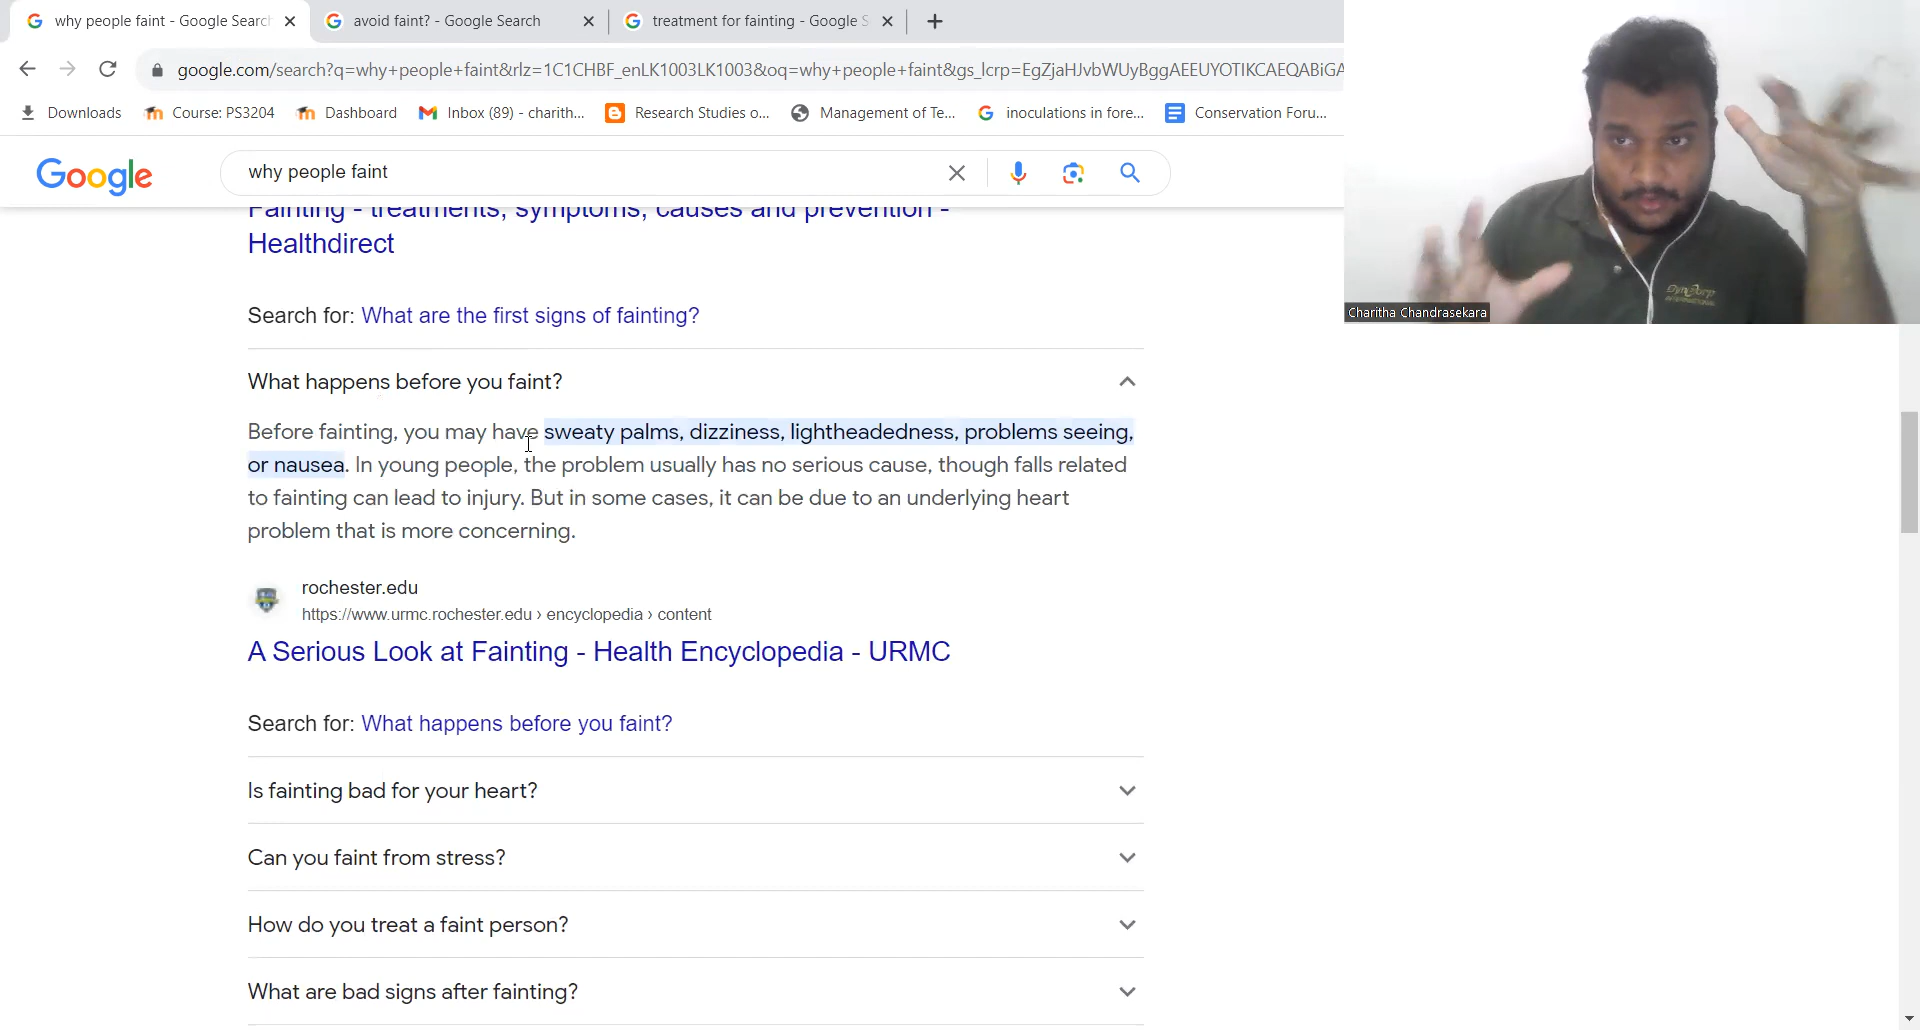 why people faint - Google Search
avoid faint? - Google Search
treatment for fainting - Google S
google.com/search?q=why+people+faint&rlz=1C1CHBF_enLK1003LK1003&oq=why+people+faint&gs_lcrp=EgZjaHJvbWUyBggAEEUYOTIKCAEQABiGA
Downloads
Course: PS3204
Dashboard
Inbox (89) - charith...
Research Studies o...
Management of Te...
inoculations in fore...
Conservation Foru...
Google
why people faint
Fainting - treatments, symptoms, causes and prevention -
Healthdirect
Search for: What are the first signs of fainting?
What happens before you faint?
Before fainting, you may have sweaty palms, dizziness, lightheadedness, problems seeing,
or nausea. In young people, the problem usually has no serious cause, though falls related
to fainting can lead to injury. But in some cases, it can be due to an underlying heart
problem that is more concerning.
rochester.edu
https://www.urmc.rochester.edu › encyclopedia › content
A Serious Look at Fainting - Health Encyclopedia - URMC
Search for: What happens before you faint?
Is fainting bad for your heart?
Can you faint from stress?
How do you treat a faint person?
What are bad signs after fainting?
Charitha Chandrasekara